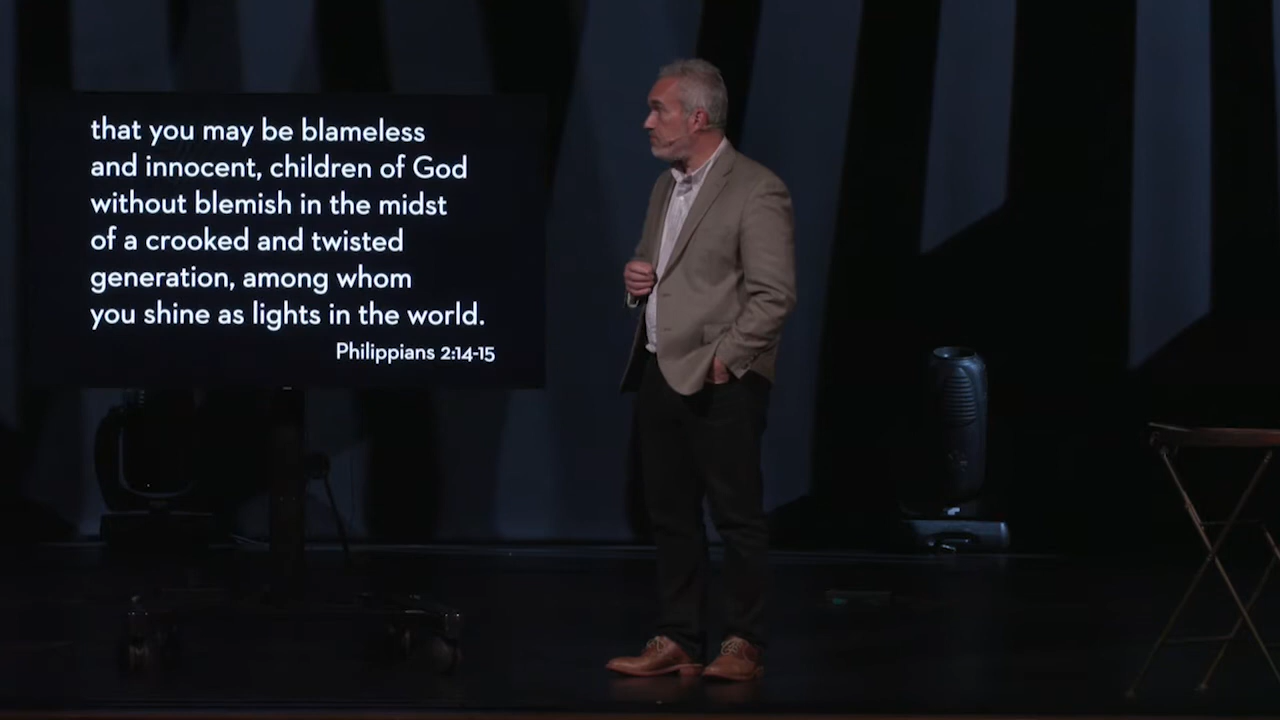 that you may be blameless
and innocent, children of God
without blemish in the midst
of a crooked and twisted
generation, among whom
you shine as lights in the world.
Philippians 2:14-15